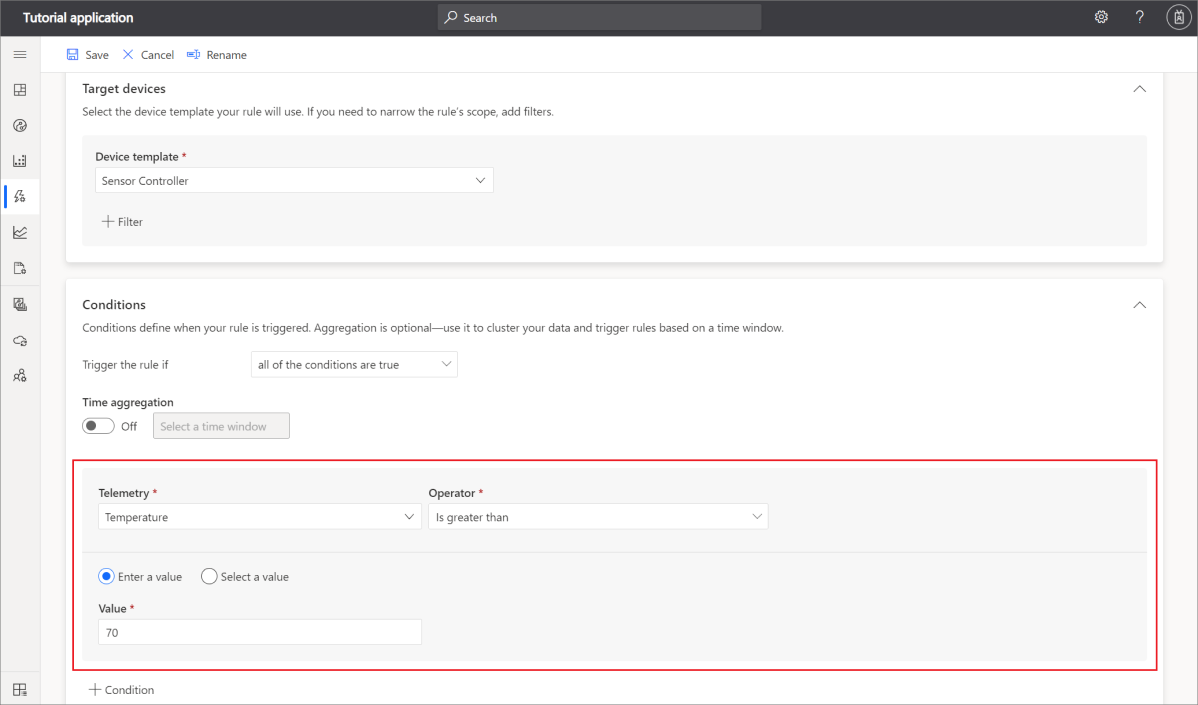 Tutorial application
Search
?
Save
Cancel
Rename
Target devices
Select the device template your rule will use. If you need to narrow the rule's scope, add filters.
Device template *
Sensor Controller
Filter
Conditions
Conditions define when your rule is triggered. Aggregation is optional—use it to cluster your data and trigger rules based on a time window.
Trigger the rule if
all of the conditions are true
Time aggregation
Off
Select a time window
Telemetry * Operator *
Temperature Is greater than
Enter a value Select a value
Value *
70
Condition